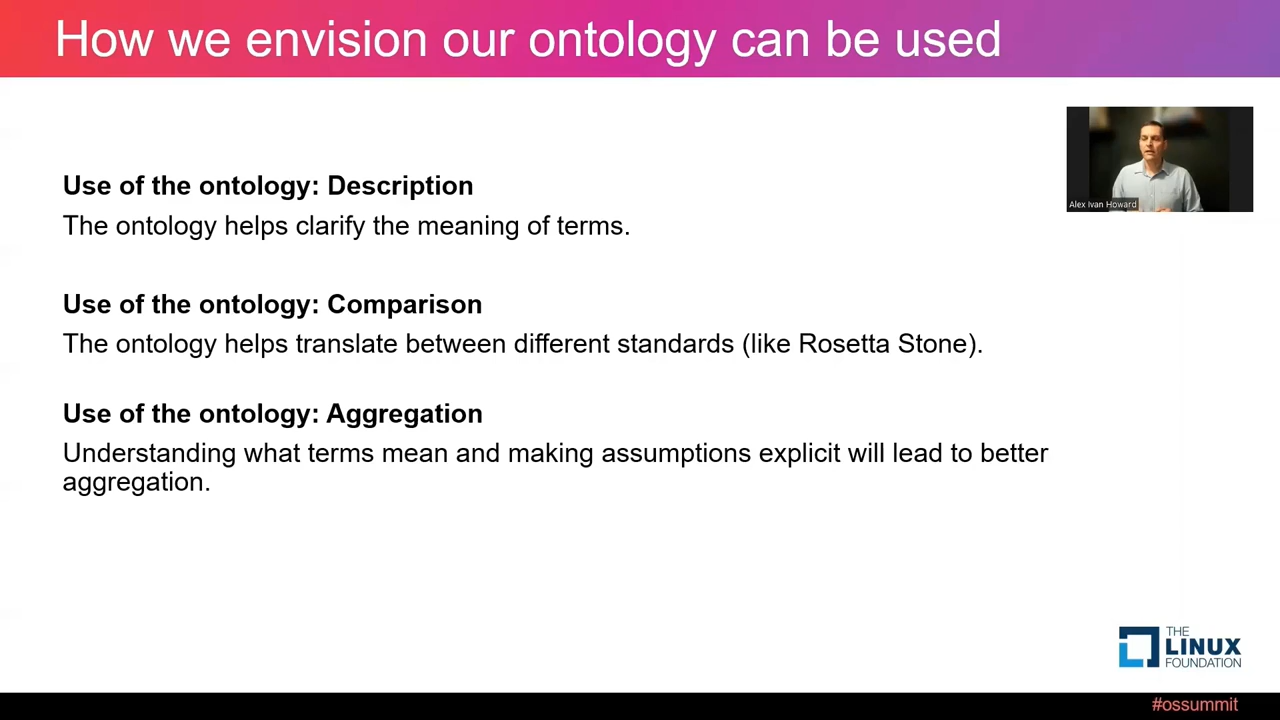 How we envision our ontology can be used
Alex Ivan Howard
Use of the ontology: Description
The ontology helps clarify the meaning of terms.
Use of the ontology: Comparison
The ontology helps translate between different standards (like Rosetta Stone).
Use of the ontology: Aggregation
Understanding what terms mean and making assumptions explicit will lead to better
aggregation.
THE
LINUX
FOUNDATION
#ossummit